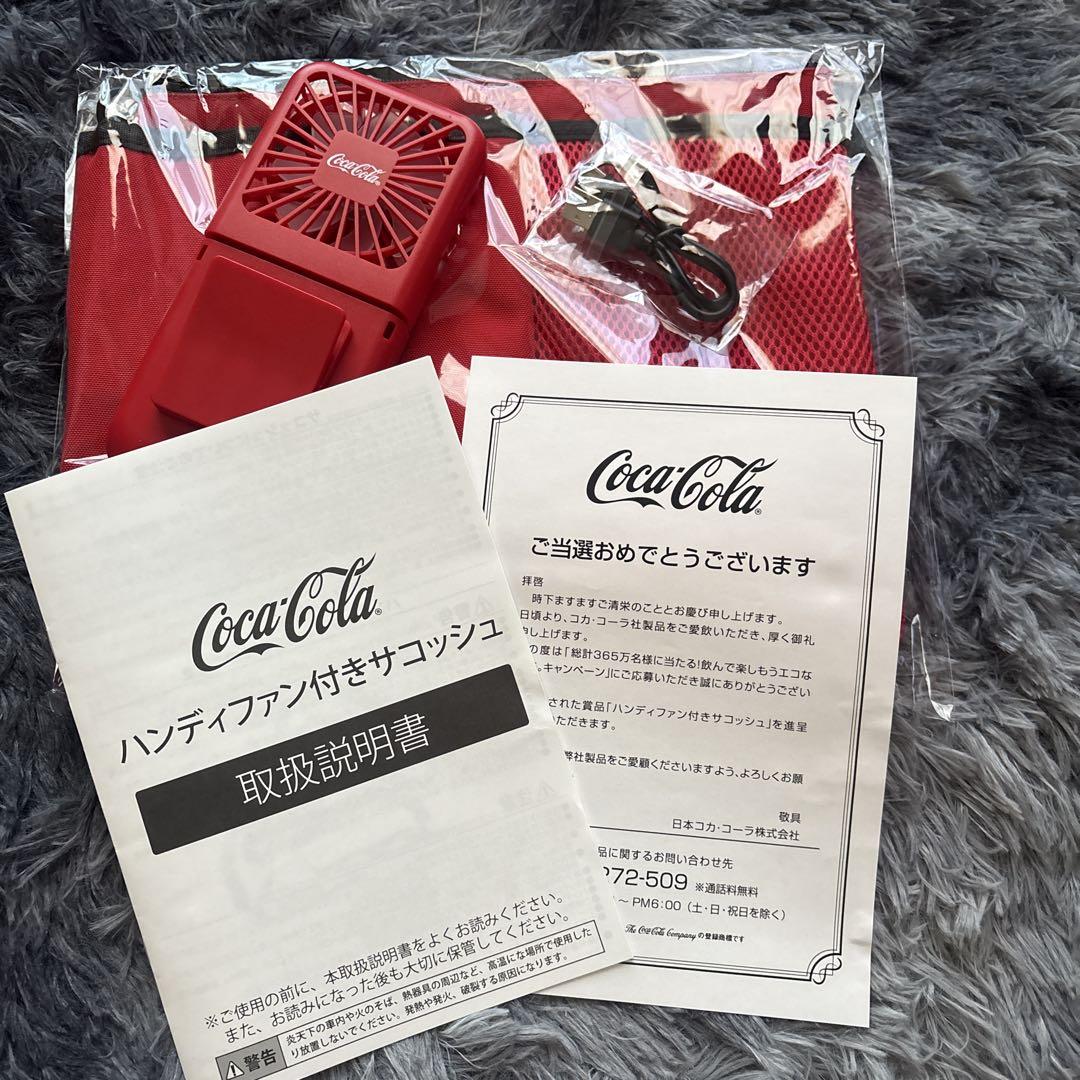 Coca-Cola
Coca-Cola
ハンディファン付きサコッシュ
取扱説明書
※ご使用の前に、本取扱説明書をよくお読みください。
また、お読みになった後も大切に保管してください。
警告
炎天下の車内や火のそば、熱器具の周辺など、高温になる場所で使用した
り放置しないでください。発熱や発火、破裂する原因になります。
Coca-Cola
ご当選おめでとうございます
拝啓
時下ますますご清栄のこととお慶び申し上げます。
日頃より、コカ・コーラ社製品をご愛飲いただき、厚く御礼
申し上げます。
の度は「総計365万名様に当たる!飲んで楽しもうエコな
。キャンペーン」にご応募いただき誠にありがとうござい
された賞品「ハンディファン付きサコッシュ」を進呈
いただきます。
弊社製品をご愛顧くださいますよう、よろしくお願
敬具
日本コカ・コーラ株式会社
品に関するお問い合わせ先
72-509 ※通話料無料
～ PM6:00（土・日・祝日を除く）
The Coca-Cola Company の登録商標です